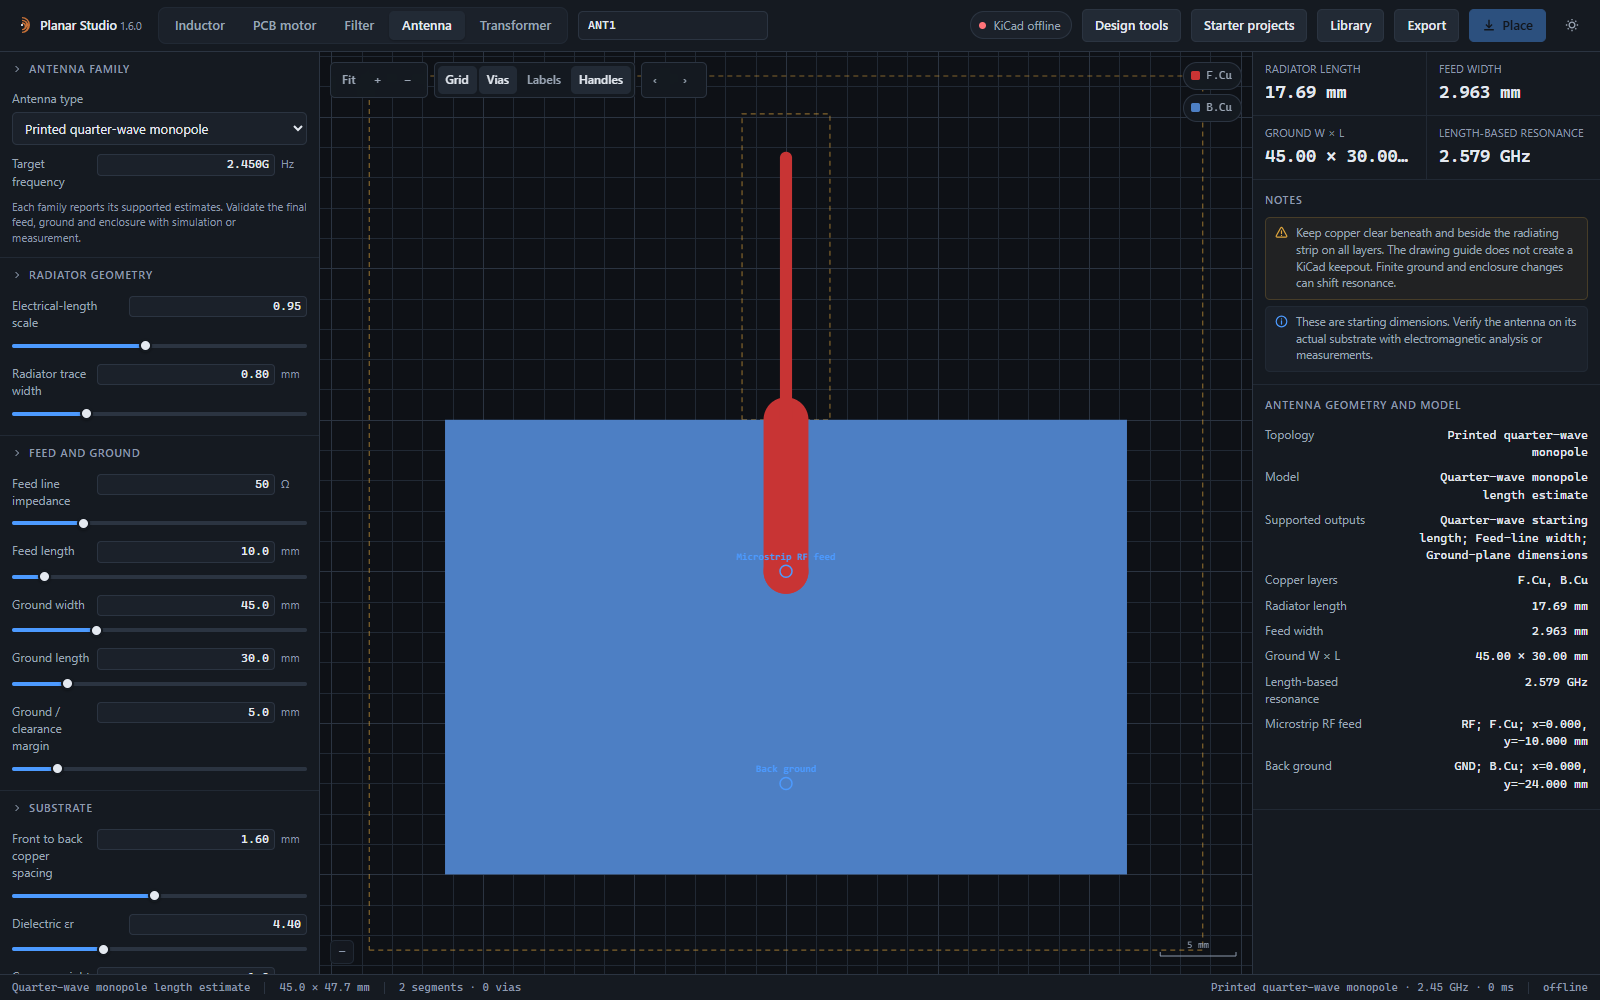 Planar Studio 1.6.0
Inductor
PCB motor
Filter
Antenna
Transformer
ANT1
KiCad offline
Design tools
Starter projects
Library
Export
Place
ANTENNA FAMILY
Antenna type
Printed quarter-wave monopole
Target frequency
2.450G Hz
Each family reports its supported estimates. Validate the final
feed, ground and enclosure with simulation or
measurement.
RADIATOR GEOMETRY
Electrical-length
scale
0.95
Radiator trace
width
0.80 mm
FEED AND GROUND
Feed line
impedance
50 Ω
Feed length
10.0 mm
Ground width
45.0 mm
Ground length
30.0 mm
Ground /
clearance
margin
5.0 mm
SUBSTRATE
Front to back
copper
spacing
1.60 mm
Dielectric εr
4.40
Fit + −
Grid
Vias
Labels
Handles
‹ ›
F.Cu
B.Cu
Microstrip RF feed
Back ground
−
5 mm
RADIATOR LENGTH
17.69 mm
FEED WIDTH
2.963 mm
GROUND W × L
45.00 × 30.00…
LENGTH-BASED RESONANCE
2.579 GHz
NOTES
Keep copper clear beneath and beside the radiating
strip on all layers. The drawing guide does not create a
KiCad keepout. Finite ground and enclosure changes
can shift resonance.
These are starting dimensions. Verify the antenna on its
actual substrate with electromagnetic analysis or
measurements.
ANTENNA GEOMETRY AND MODEL
Topology
Printed quarter-wave
monopole
Model
Quarter-wave monopole
length estimate
Supported outputs
Quarter-wave starting
length; Feed-line width;
Ground-plane dimensions
Copper layers
F.Cu, B.Cu
Radiator length
17.69 mm
Feed width
2.963 mm
Ground W × L
45.00 × 30.00 mm
Length-based
resonance
2.579 GHz
Microstrip RF feed
RF; F.Cu; x=0.000,
y=-10.000 mm
Back ground
GND; B.Cu; x=0.000,
y=-24.000 mm
Quarter-wave monopole length estimate
45.0 × 47.7 mm
2 segments · 0 vias
Printed quarter-wave monopole · 2.45 GHz · 0 ms
offline